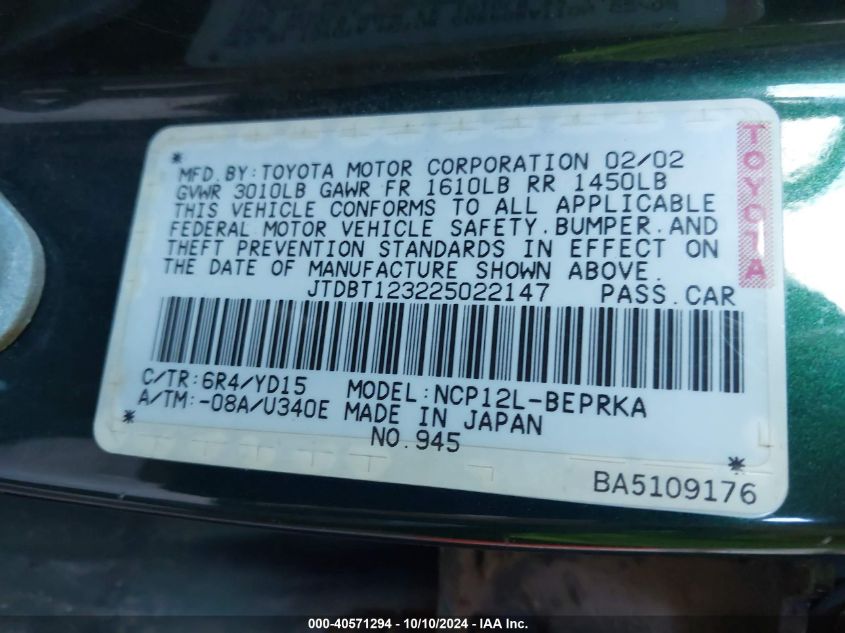 * MFD.BY:TOYOTA MOTOR CORPORATION 02/02
GVWR 3010LB GAWR FR 1610LB RR 1450LB
THIS VEHICLE CONFORMS TO ALL APPLICABLE
FEDERAL MOTOR VEHICLE SAFETY.BUMPER.AND
THEFT PREVENTION STANDARDS IN EFFECT ON
THE DATE OF MANUFACTURE SHOWN ABOVE.
TOYOTA
JTDBT123225022147 PASS.CAR
C/TR:6R4/YD15 MODEL:NCP12L-BEPRKA
A/TM:-08A/U340E MADE IN JAPAN
* NO.945 *
BA5109176
000-40571294 - 10/10/2024 - IAA Inc.